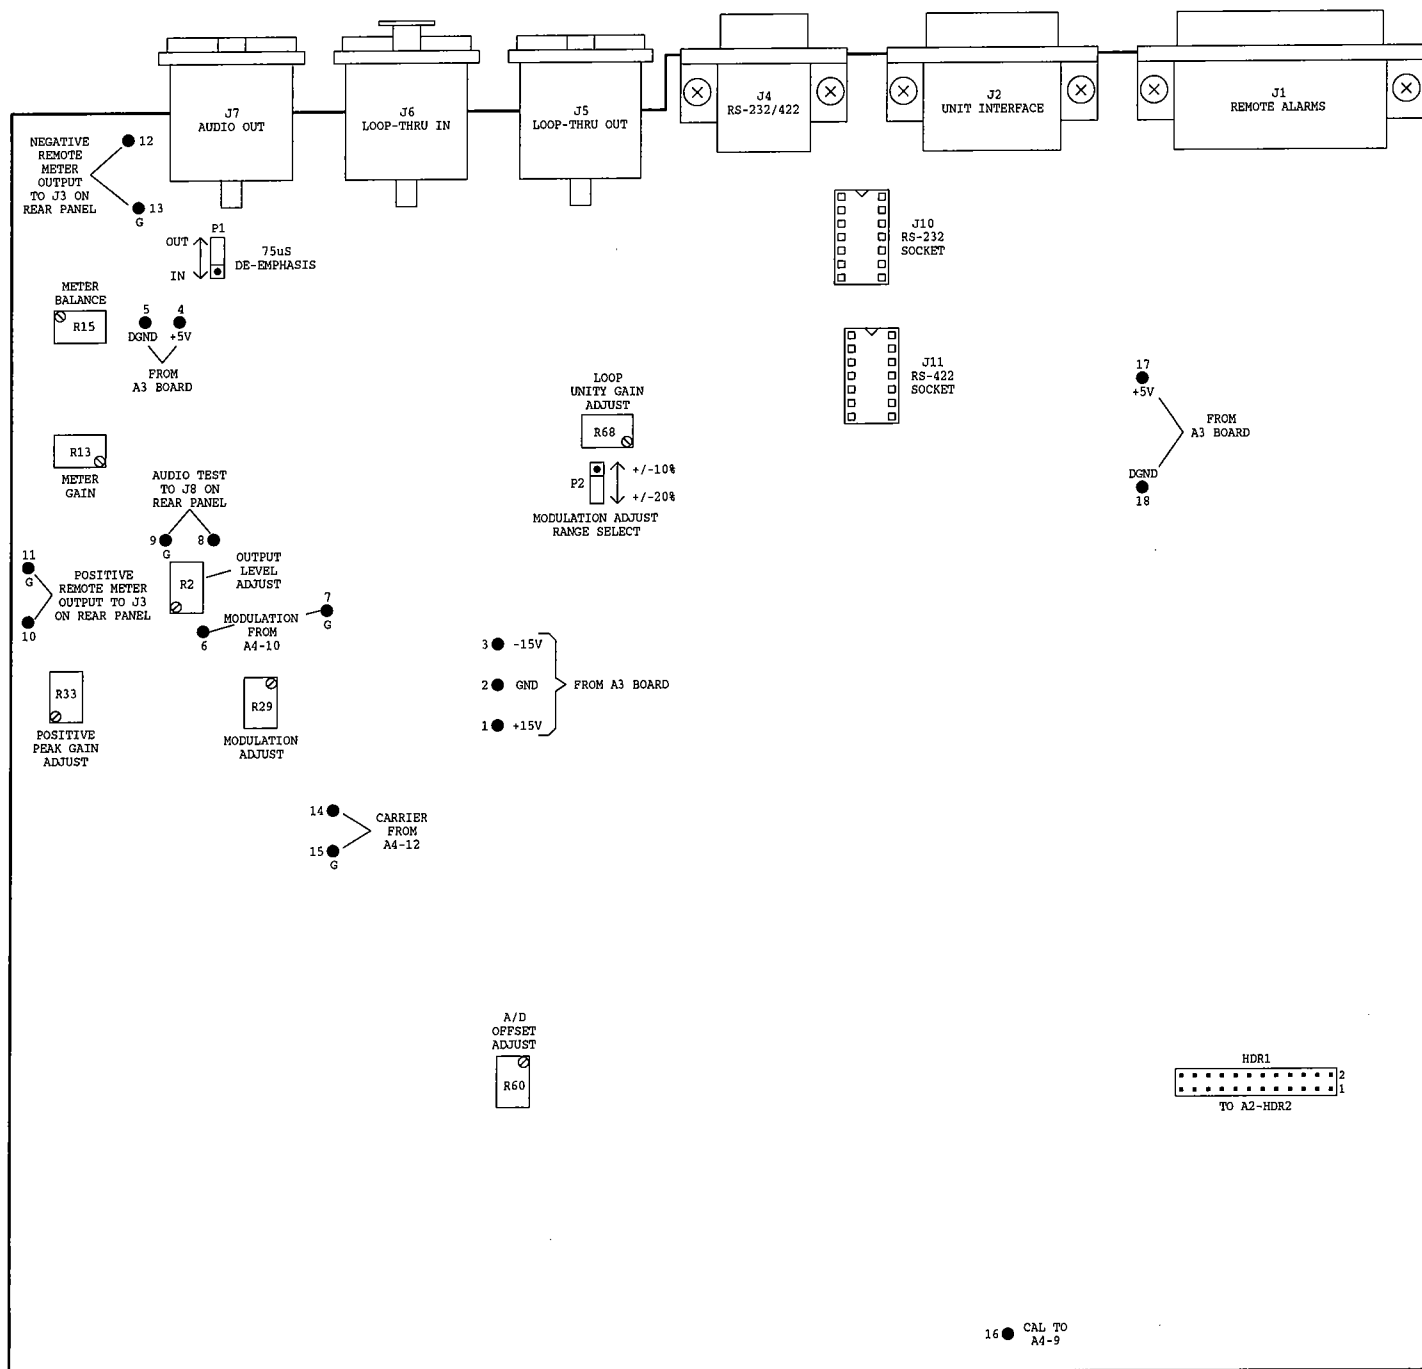 J7
AUDIO OUT
J6
LOOP-THRU IN
J5
LOOP-THRU OUT
J4
RS-232/422
J2
UNIT INTERFACE
J1
REMOTE ALARMS
NEGATIVE
REMOTE
METER
OUTPUT
TO J3 ON
REAR PANEL
12
13
G
P1
OUT
IN
75uS
DE-EMPHASIS
J10
RS-232
SOCKET
METER
BALANCE
R15
5
DGND
4
+5V
FROM
A3 BOARD
J11
RS-422
SOCKET
LOOP
UNITY GAIN
ADJUST
R68
P2
+/-10%
+/-20%
MODULATION ADJUST
RANGE SELECT
17
+5V
FROM
A3 BOARD
DGND
18
R13
METER
GAIN
AUDIO TEST
TO J8 ON
REAR PANEL
9
G
8
11
G
10
POSITIVE
REMOTE METER
OUTPUT TO J3
ON REAR PANEL
R2
OUTPUT
LEVEL
ADJUST
7
G
6
MODULATION
FROM
A4-10
3 -15V
2 GND
1 +15V
FROM A3 BOARD
R33
POSITIVE
PEAK GAIN
ADJUST
R29
MODULATION
ADJUST
14
15
G
CARRIER
FROM
A4-12
A/D
OFFSET
ADJUST
R60
HDR1
2
1
TO A2-HDR2
16
CAL TO
A4-9